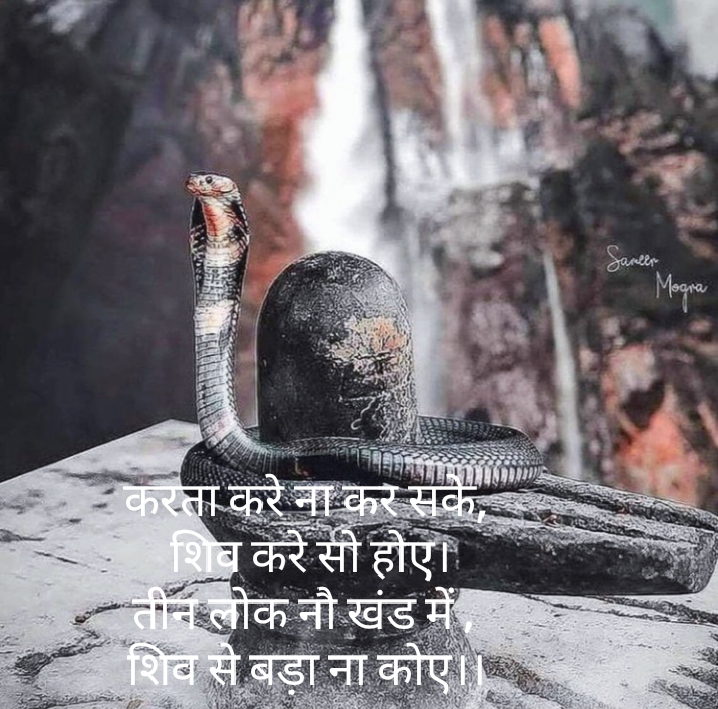 Sameer
Mogra
करता करे ना कर सके,
शिव करे सो होए।
तीन लोक नौ खंड में ,
शिव से बड़ा ना कोए।।